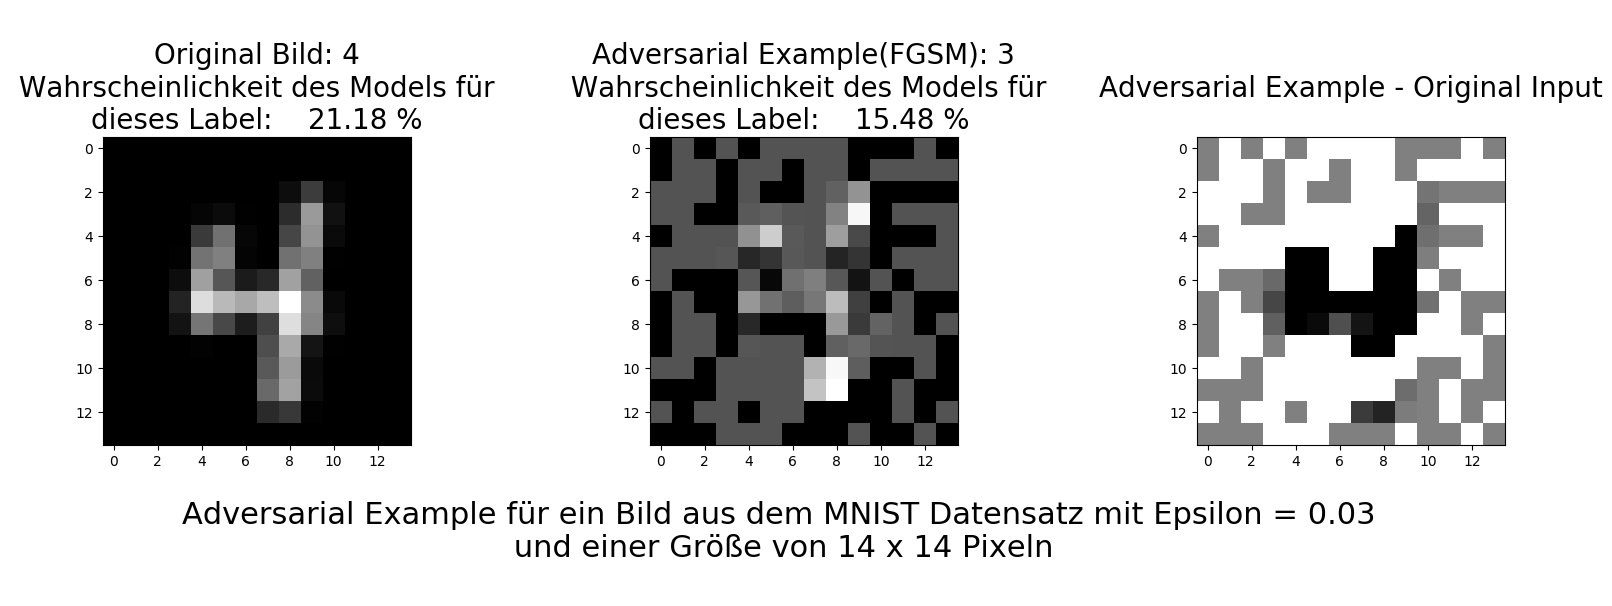 Original Bild: 4
Wahrscheinlichkeit des Models für
dieses Label: 21.18 %
0
2
4
6
8
10
12
0 2 4 6 8 10 12
Adversarial Example(FGSM): 3
Wahrscheinlichkeit des Models für
dieses Label: 15.48 %
0
2
4
6
8
10
12
0 2 4 6 8 10 12
Adversarial Example - Original Input
0
2
4
6
8
10
12
0 2 4 6 8 10 12
Adversarial Example für ein Bild aus dem MNIST Datensatz mit Epsilon = 0.03
und einer Größe von 14 x 14 Pixeln